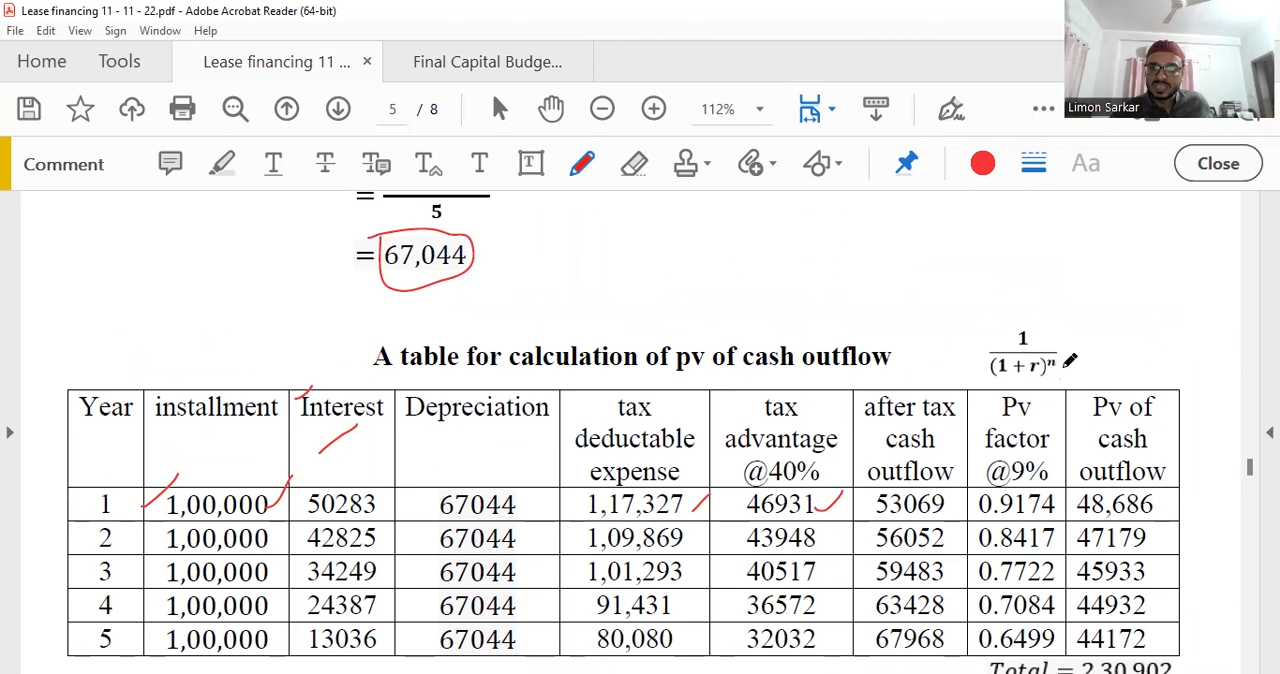 Lease financing 11 - 11 - 22.pdf - Adobe Acrobat Reader (64-bit)
File Edit View Sign Window Help
Home Tools Lease financing 11 ... × Final Capital Budge...
5 / 8 112%
Limon Sarkar
Comment T T T T T T Aa Close
=
5
= 67,044
A table for calculation of pv of cash outflow
1
(1 + r)ⁿ
Year installment Interest Depreciation tax deductable expense tax advantage @40% after tax cash outflow Pv factor @9% Pv of cash outflow
1 1,00,000 50283 67044 1,17,327 46931 53069 0.9174 48,686
2 1,00,000 42825 67044 1,09,869 43948 56052 0.8417 47179
3 1,00,000 34249 67044 1,01,293 40517 59483 0.7722 45933
4 1,00,000 24387 67044 91,431 36572 63428 0.7084 44932
5 1,00,000 13036 67044 80,080 32032 67968 0.6499 44172
Total = 2,30,902